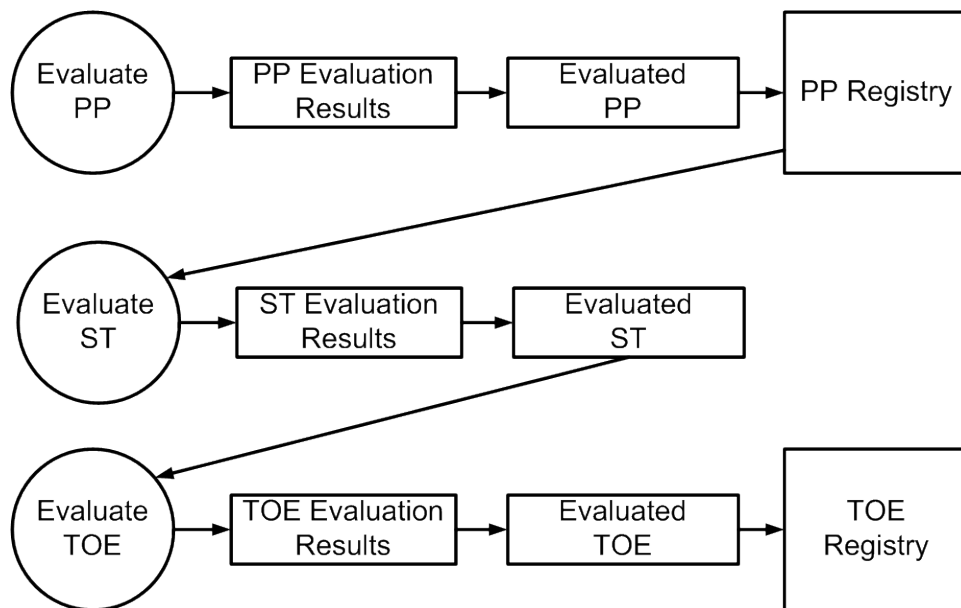 Evaluate
PP
PP Evaluation
Results
Evaluated
PP
PP Registry
Evaluate
ST
ST Evaluation
Results
Evaluated
ST
Evaluate
TOE
TOE Evaluation
Results
Evaluated
TOE
TOE
Registry